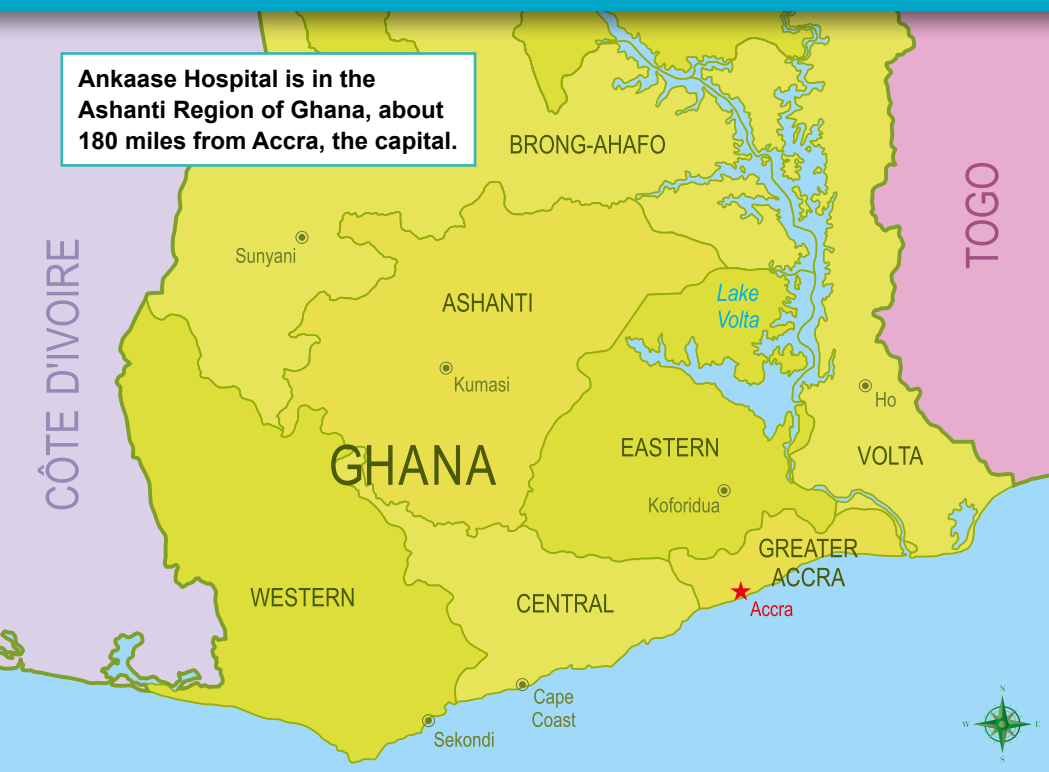 Ankaase Hospital is in the
Ashanti Region of Ghana, about
180 miles from Accra, the capital.
BRONG-AHAFO
TOGO
CÔTE D'IVOIRE
Sunyani
ASHANTI
Lake
Volta
Kumasi
Ho
GHANA
EASTERN
VOLTA
Koforidua
GREATER
ACCRA
WESTERN
CENTRAL
Accra
Cape
Coast
Sekondi
N
W
E
S